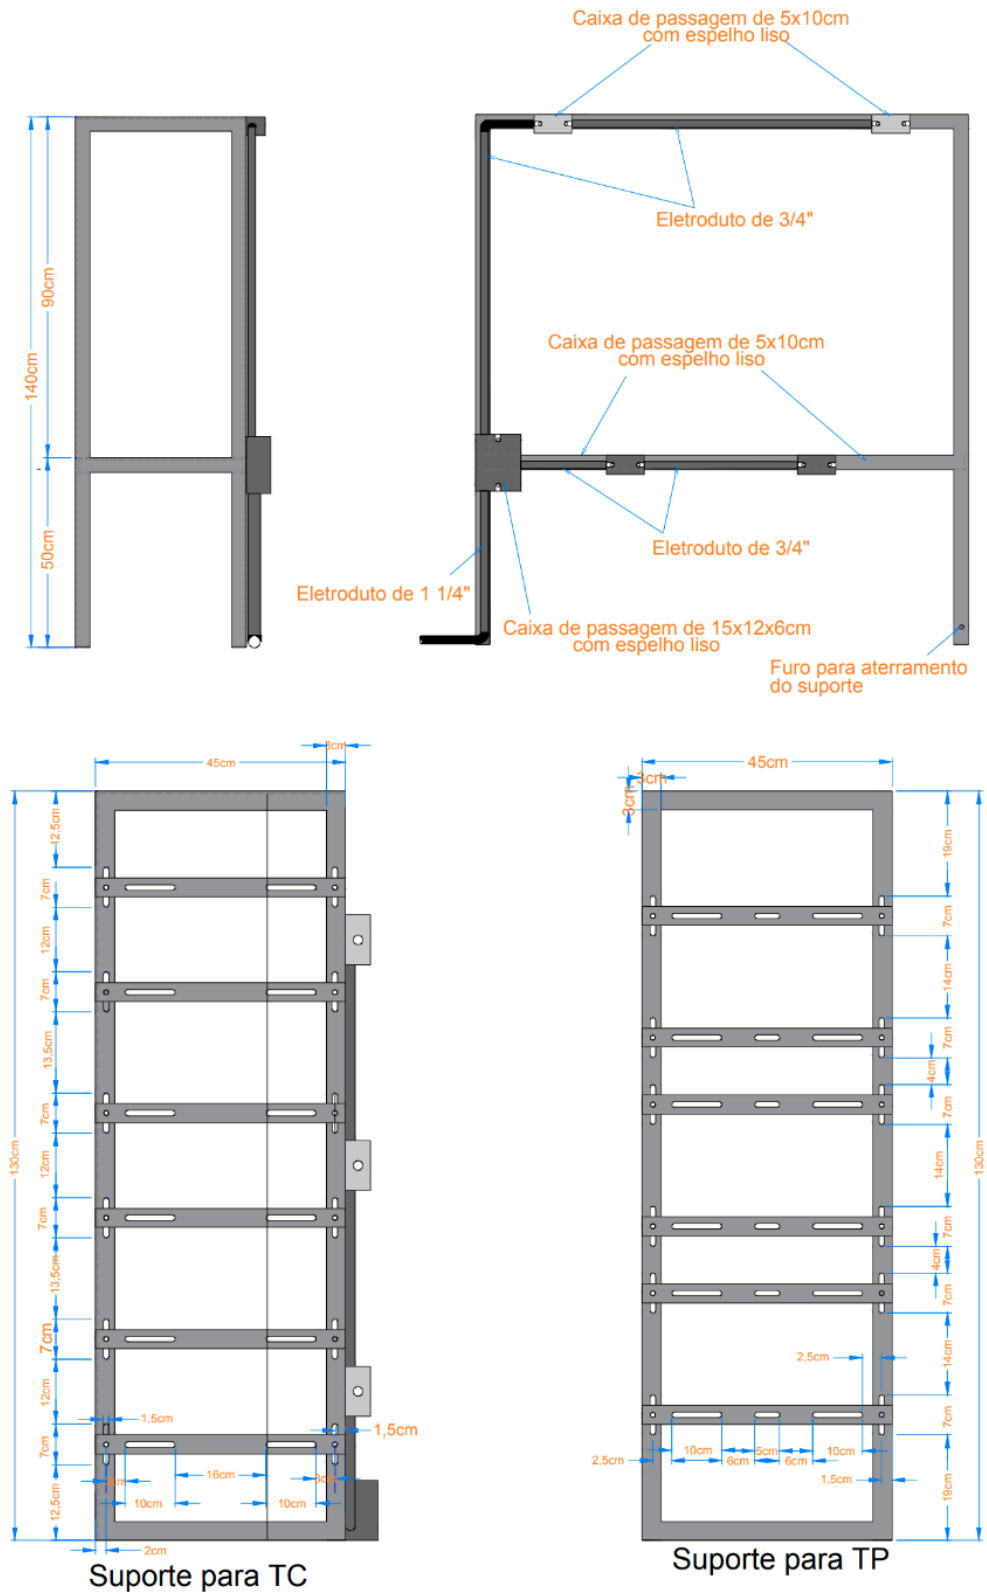 Caixa de passagem de 5x10cm
com espelho liso
Eletroduto de 3/4"
90cm
140cm
50cm
Caixa de passagem de 5x10cm
com espelho liso
Eletroduto de 3/4"
Eletroduto de 1 1/4"
Caixa de passagem de 15x12x6cm
com espelho liso
Furo para aterramento
do suporte
3cm
45cm
12,5cm
7cm
12cm
7cm
13,5cm
7cm
12cm
7cm
13,5cm
7cm
12cm
7cm
12,5cm
130cm
1,5cm
1,5cm
16cm
3cm
10cm
10cm
2cm
Suporte para TC
45cm
3cm
3cm
19cm
7cm
14cm
7cm
4cm
7cm
14cm
7cm
4cm
7cm
14cm
7cm
19cm
130cm
2,5cm
2,5cm
10cm
6cm
5cm
6cm
10cm
1,5cm
Suporte para TP